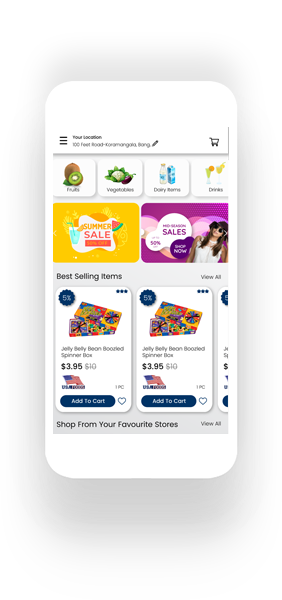 Your Location
100 Feet Road-Koramangala, Bang.
Fruits
Vegetables
Dairy Items
Drinks
SUMMER
SALE
MID-SEASON
SALES
50%
SHOP
NOW
Best Selling Items
View All
5%
5%
Jelly Belly Bean Boozled
Spinner Box
Jelly Belly Bean Boozled
Spinner Box
$3.95 $10
$3.95 $10
1 PC
1 PC
Add To Cart
Add To Cart
Shop From Your Favourite Stores
View All